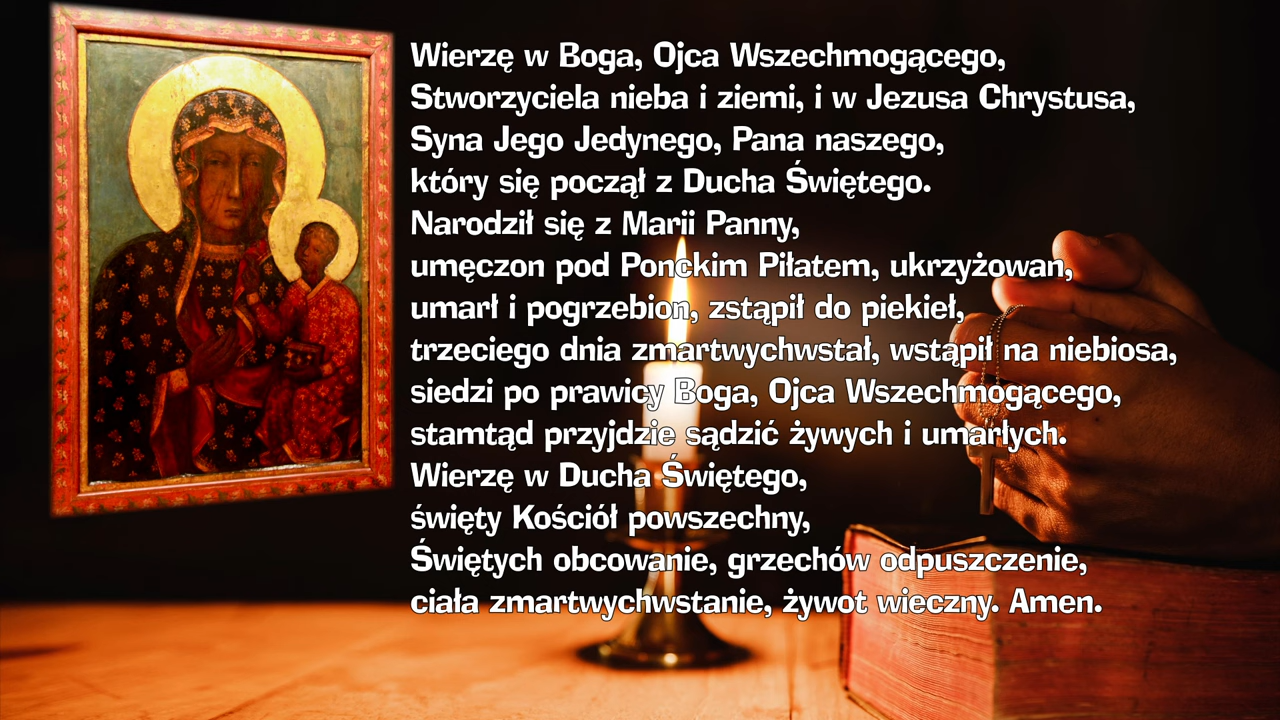 Wierzę w Boga, Ojca Wszechmogącego,
Stworzyciela nieba i ziemi, i w Jezusa Chrystusa,
Syna Jego Jedynego, Pana naszego,
który się począł z Ducha Świętego.
Narodził się z Marii Panny,
umęczon pod Ponckim Piłatem, ukrzyżowan,
umarł i pogrzebion, zstąpił do piekieł,
trzeciego dnia zmartwychwstał, wstąpił na niebiosa,
siedzi po prawicy Boga, Ojca Wszechmogącego,
stamtąd przyjdzie sądzić żywych i umarłych.
Wierzę w Ducha Świętego,
święty Kościół powszechny,
Świętych obcowanie, grzechów odpuszczenie,
ciała zmartwychwstanie, żywot wieczny. Amen.